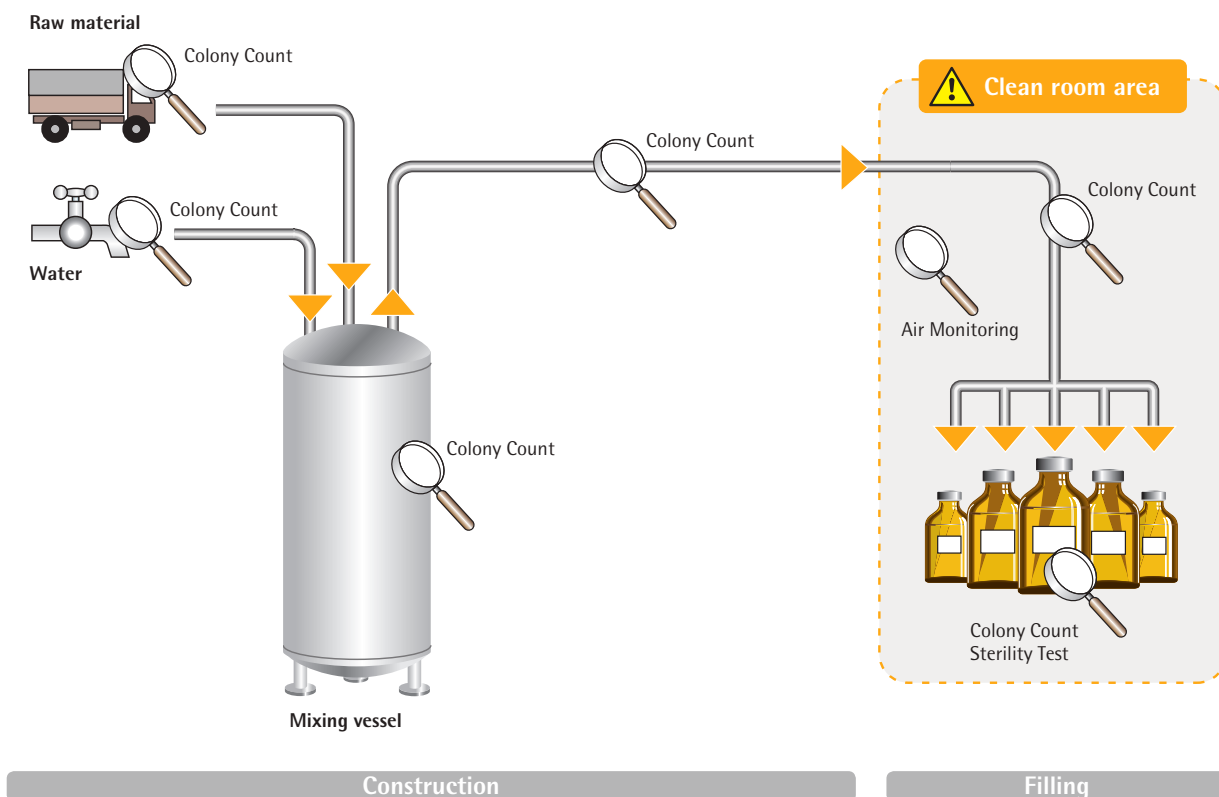 Raw material
Colony Count
Clean room area
Colony Count
Colony Count
Colony Count
Water
Air Monitoring
Colony Count
Colony Count
Sterility Test
Mixing vessel
Construction
Filling